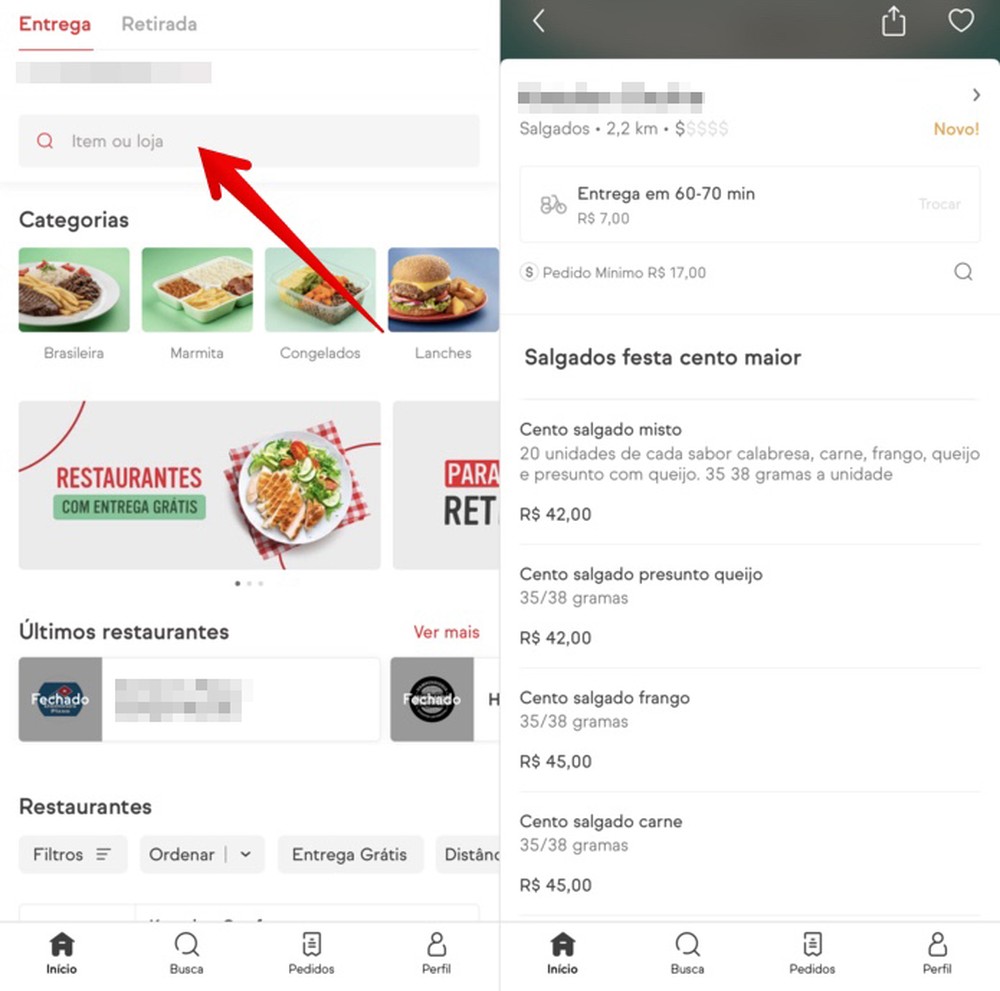 Entrega Retirada
Item ou loja
Categorias
Brasileira Marmita Congelados Lanches
RESTAURANTES
COM ENTREGA GRÁTIS
PARA
RET
Últimos restaurantes Ver mais
Fechado
Fechado
H
Restaurantes
Filtros Ordenar Entrega Grátis Distânc
Início Busca Pedidos Perfil
Salgados • 2,2 km • $$$$$ Novo!
Entrega em 60-70 min
R$ 7,00
Trocar
$ Pedido Mínimo R$ 17,00
Salgados festa cento maior
Cento salgado misto
20 unidades de cada sabor calabresa, carne, frango, queijo
e presunto com queijo. 35 38 gramas a unidade
R$ 42,00
Cento salgado presunto queijo
35/38 gramas
R$ 42,00
Cento salgado frango
35/38 gramas
R$ 45,00
Cento salgado carne
35/38 gramas
R$ 45,00
Início Busca Pedidos Perfil